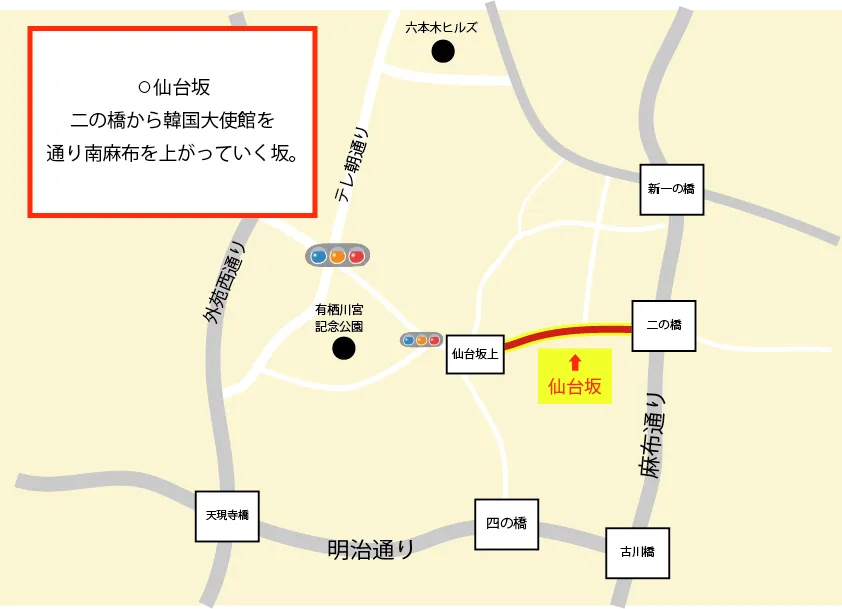 ○仙台坂
二の橋から韓国大使館を
通り南麻布を上がっていく坂。
六本木ヒルズ
テレ朝通り
新一の橋
外苑西通り
有栖川宮
記念公園
仙台坂上
二の橋
仙台坂
麻布通り
天現寺橋
四の橋
明治通り
古川橋